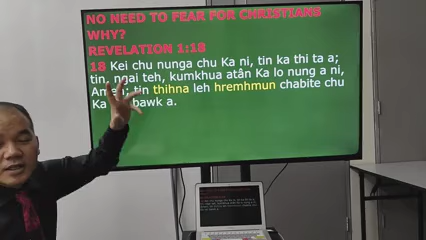 NO NEED TO FEAR FOR CHRISTIANS
WHY?
REVELATION 1:18
18 Kei chu nunga chu Ka ni, tin ka thi ta a;
tin, ngai teh, kumkhua atân Ka lo nung a ni,
tin thihna leh hremhmun chabite chu
Ka bawk a.